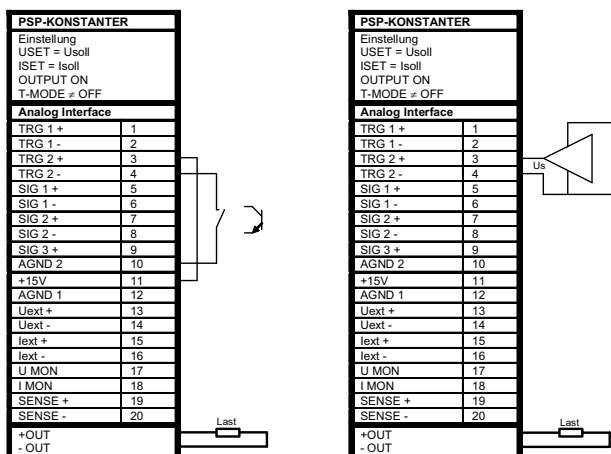 PSP-KONSTANTER
Einstellung
USET = Usoll
ISET = Isoll
OUTPUT ON
T-MODE ≠ OFF
Analog Interface
TRG 1 + 1
TRG 1 - 2
TRG 2 + 3
TRG 2 - 4
SIG 1 + 5
SIG 1 - 6
SIG 2 + 7
SIG 2 - 8
SIG 3 + 9
AGND 2 10
+15V 11
AGND 1 12
Uext + 13
Uext - 14
Iext + 15
Iext - 16
U MON 17
I MON 18
SENSE + 19
SENSE - 20
+OUT
- OUT
Last
PSP-KONSTANTER
Einstellung
USET = Usoll
ISET = Isoll
OUTPUT ON
T-MODE ≠ OFF
Analog Interface
TRG 1 + 1
TRG 1 - 2
TRG 2 + 3
TRG 2 - 4
SIG 1 + 5
SIG 1 - 6
SIG 2 + 7
SIG 2 - 8
SIG 3 + 9
AGND 2 10
+15V 11
AGND 1 12
Uext + 13
Uext - 14
Iext + 15
Iext - 16
U MON 17
I MON 18
SENSE + 19
SENSE - 20
+OUT
- OUT
Us
Last